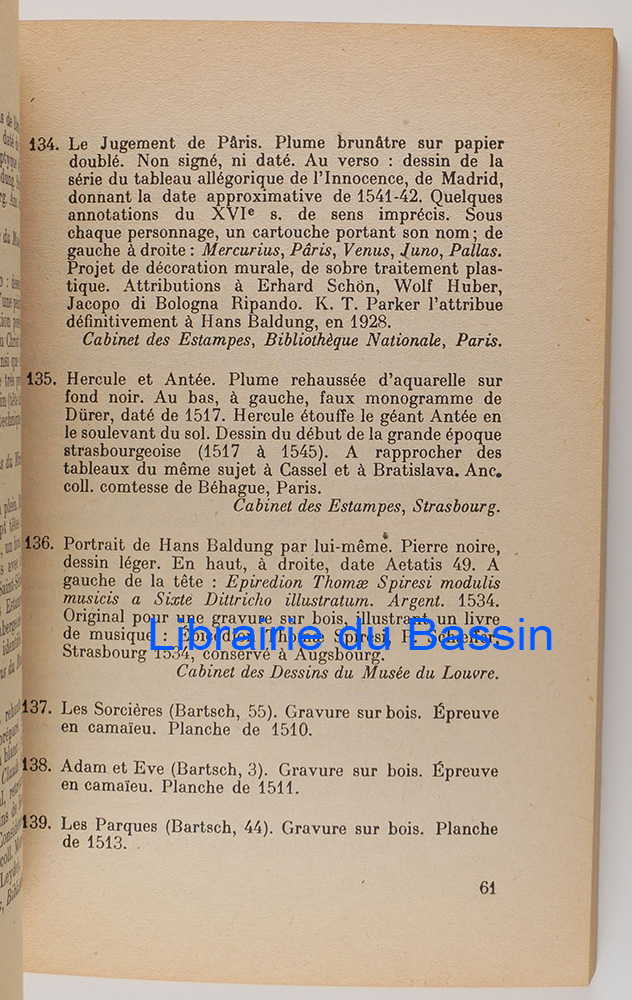 134. Le Jugement de Pâris. Plume brunâtre sur papier
doublé. Non signé, ni daté. Au verso : dessin de la
série du tableau allégorique de l'Innocence, de Madrid,
donnant la date approximative de 1541-42. Quelques
annotations du XVIe s. de sens imprécis. Sous
chaque personnage, un cartouche portant son nom ; de
gauche à droite : Mercurius, Pâris, Venus, Juno, Pallas.
Projet de décoration murale, de sobre traitement plas-
tique. Attributions à Erhard Schön, Wolf Huber,
Jacopo di Bologna Ripando. K. T. Parker l'attribue
définitivement à Hans Baldung, en 1928.
Cabinet des Estampes, Bibliothèque Nationale, Paris.
135. Hercule et Antée. Plume rehaussée d'aquarelle sur
fond noir. Au bas, à gauche, faux monogramme de
Dürer, daté de 1517. Hercule étouffe le géant Antée en
le soulevant du sol. Dessin du début de la grande époque
strasbourgeoise (1517 à 1545). A rapprocher des
tableaux du même sujet à Cassel et à Bratislava. Anc.
coll. comtesse de Béhague, Paris.
Cabinet des Estampes, Strasbourg.
136. Portrait de Hans Baldung par lui-même. Pierre noire,
dessin léger. En haut, à droite, date Aetatis 49. A
gauche de la tête : Epiredion Thomæ Spiresi modulis
musicis a Sixte Dittricho illustratum. Argent. 1534.
Original pour une gravure sur bois, illustrant un livre
de musique : Epicedion Thomæ Spiresi, P. Scheffer,
Strasbourg 1534, conservé à Augsbourg.
Cabinet des Dessins du Musée du Louvre.
Librairie du Bassin
137. Les Sorcières (Bartsch, 55). Gravure sur bois. Épreuve
en camaïeu. Planche de 1510.
138. Adam et Eve (Bartsch, 3). Gravure sur bois. Épreuve
en camaïeu. Planche de 1511.
139. Les Parques (Bartsch, 44). Gravure sur bois. Planche
de 1513.
61